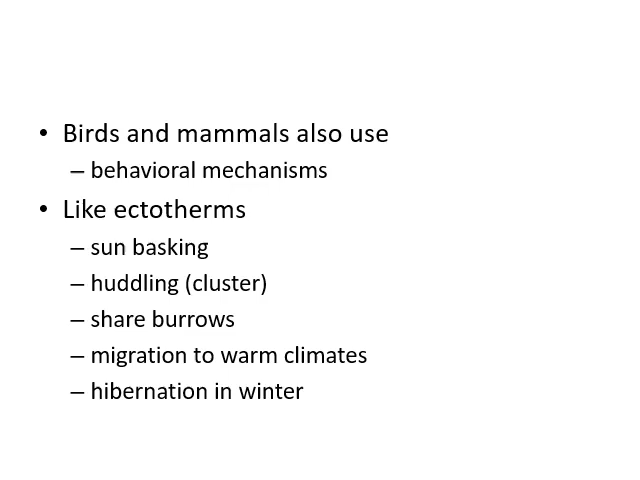 • Birds and mammals also use
– behavioral mechanisms
• Like ectotherms
– sun basking
– huddling (cluster)
– share burrows
– migration to warm climates
– hibernation in winter